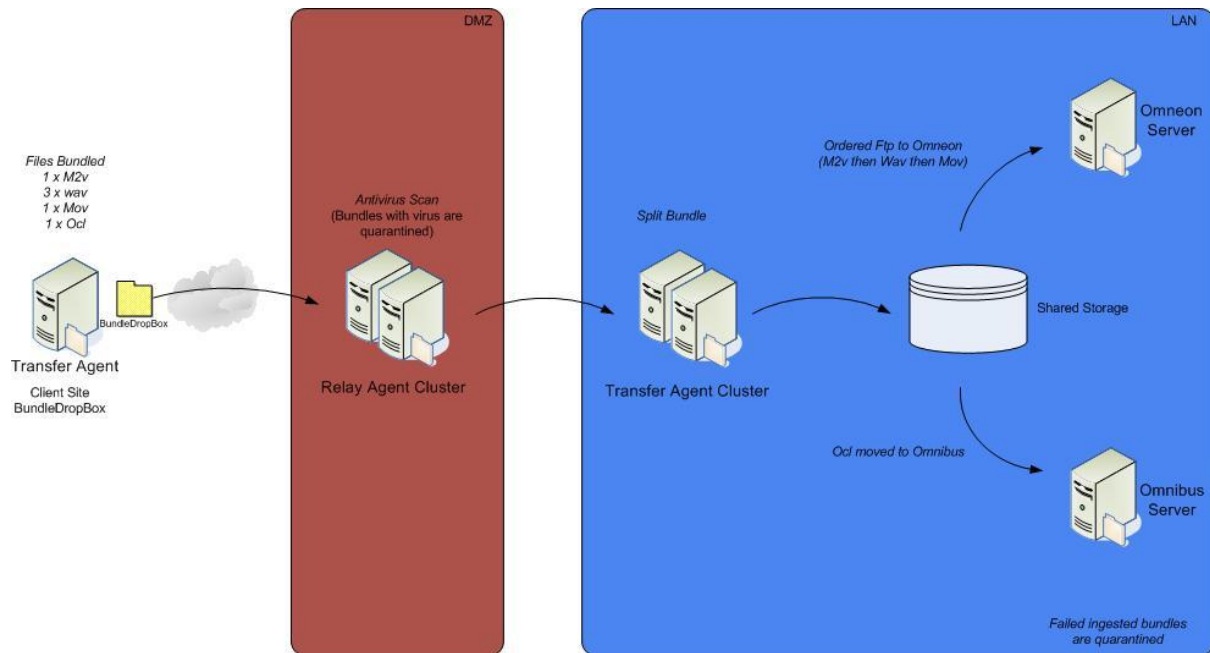 DMZ
LAN
Files Bundled
1 x M2v
3 x wav
1 x Mov
1 x Ocl
BundleDropBox
Transfer Agent
Client Site
BundleDropBox
Antivirus Scan
(Bundles with virus are
quarantined)
Relay Agent Cluster
Split Bundle
Transfer Agent Cluster
Ordered Ftp to Omneon
(M2v then Wav then Mov)
Omneon
Server
Shared Storage
Ocl moved to Omnibus
Omnibus
Server
Failed ingested bundles
are quarantined